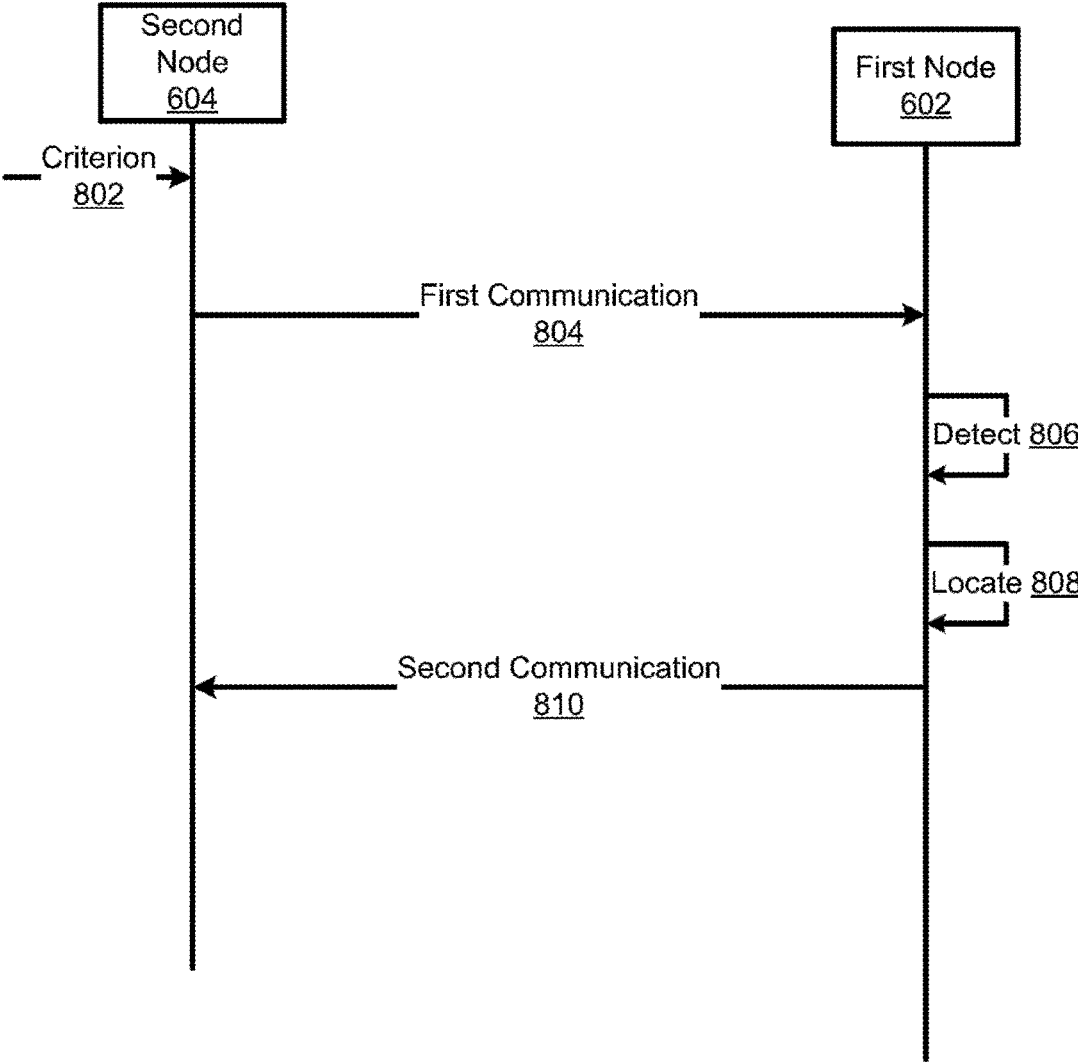 Second
Node
604
First Node
602
Criterion
802
First Communication
804
Detect 806
Locate 808
Second Communication
810